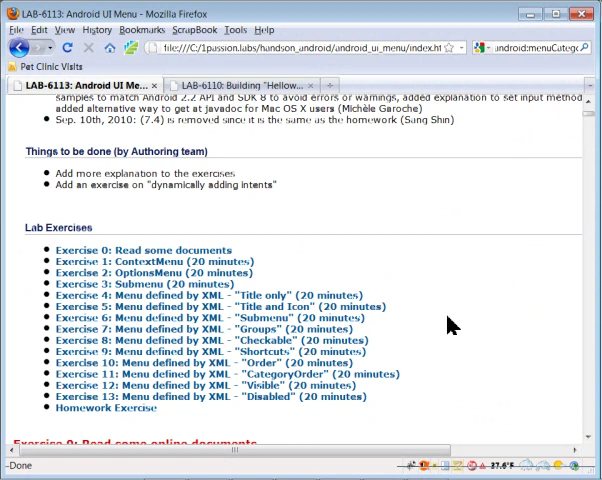 LAB-6113: Android UI Menu - Mozilla Firefox
File Edit View History Bookmarks ScrapBook Tools Help
file:///C:/1passion.labs/handson_android/android_ui_menu/index.ht
android:menuCateg
Pet Clinic Visits
LAB-6113: Android UI Me... LAB-6110: Building "Hellow...
samples to match Android 2.2 API and SDK 8 to avoid errors or warnings, added explanation to set input method
added alternative way to get at javadoc for Mac OS X users (Michèle Garoche)
Sep. 10th, 2010: (7.4) is removed since it is the same as the homework (Sang Shin)
Things to be done (by Authoring team)
Add more explanation to the exercises
Add an exercise on "dynamically adding intents"
Lab Exercises
Exercise 0: Read some documents
Exercise 1: ContextMenu (20 minutes)
Exercise 2: OptionsMenu (20 minutes)
Exercise 3: Submenu (20 minutes)
Exercise 4: Menu defined by XML - "Title only" (20 minutes)
Exercise 5: Menu defined by XML - "Title and Icon" (20 minutes)
Exercise 6: Menu defined by XML - "Submenu" (20 minutes)
Exercise 7: Menu defined by XML - "Groups" (20 minutes)
Exercise 8: Menu defined by XML - "Checkable" (20 minutes)
Exercise 9: Menu defined by XML - "Shortcuts" (20 minutes)
Exercise 10: Menu defined by XML - "Order" (20 minutes)
Exercise 11: Menu defined by XML - "CategoryOrder" (20 minutes)
Exercise 12: Menu defined by XML - "Visible" (20 minutes)
Exercise 13: Menu defined by XML - "Disabled" (20 minutes)
Homework Exercise
Exercise 0: Read some online documents
Done
37.6°F